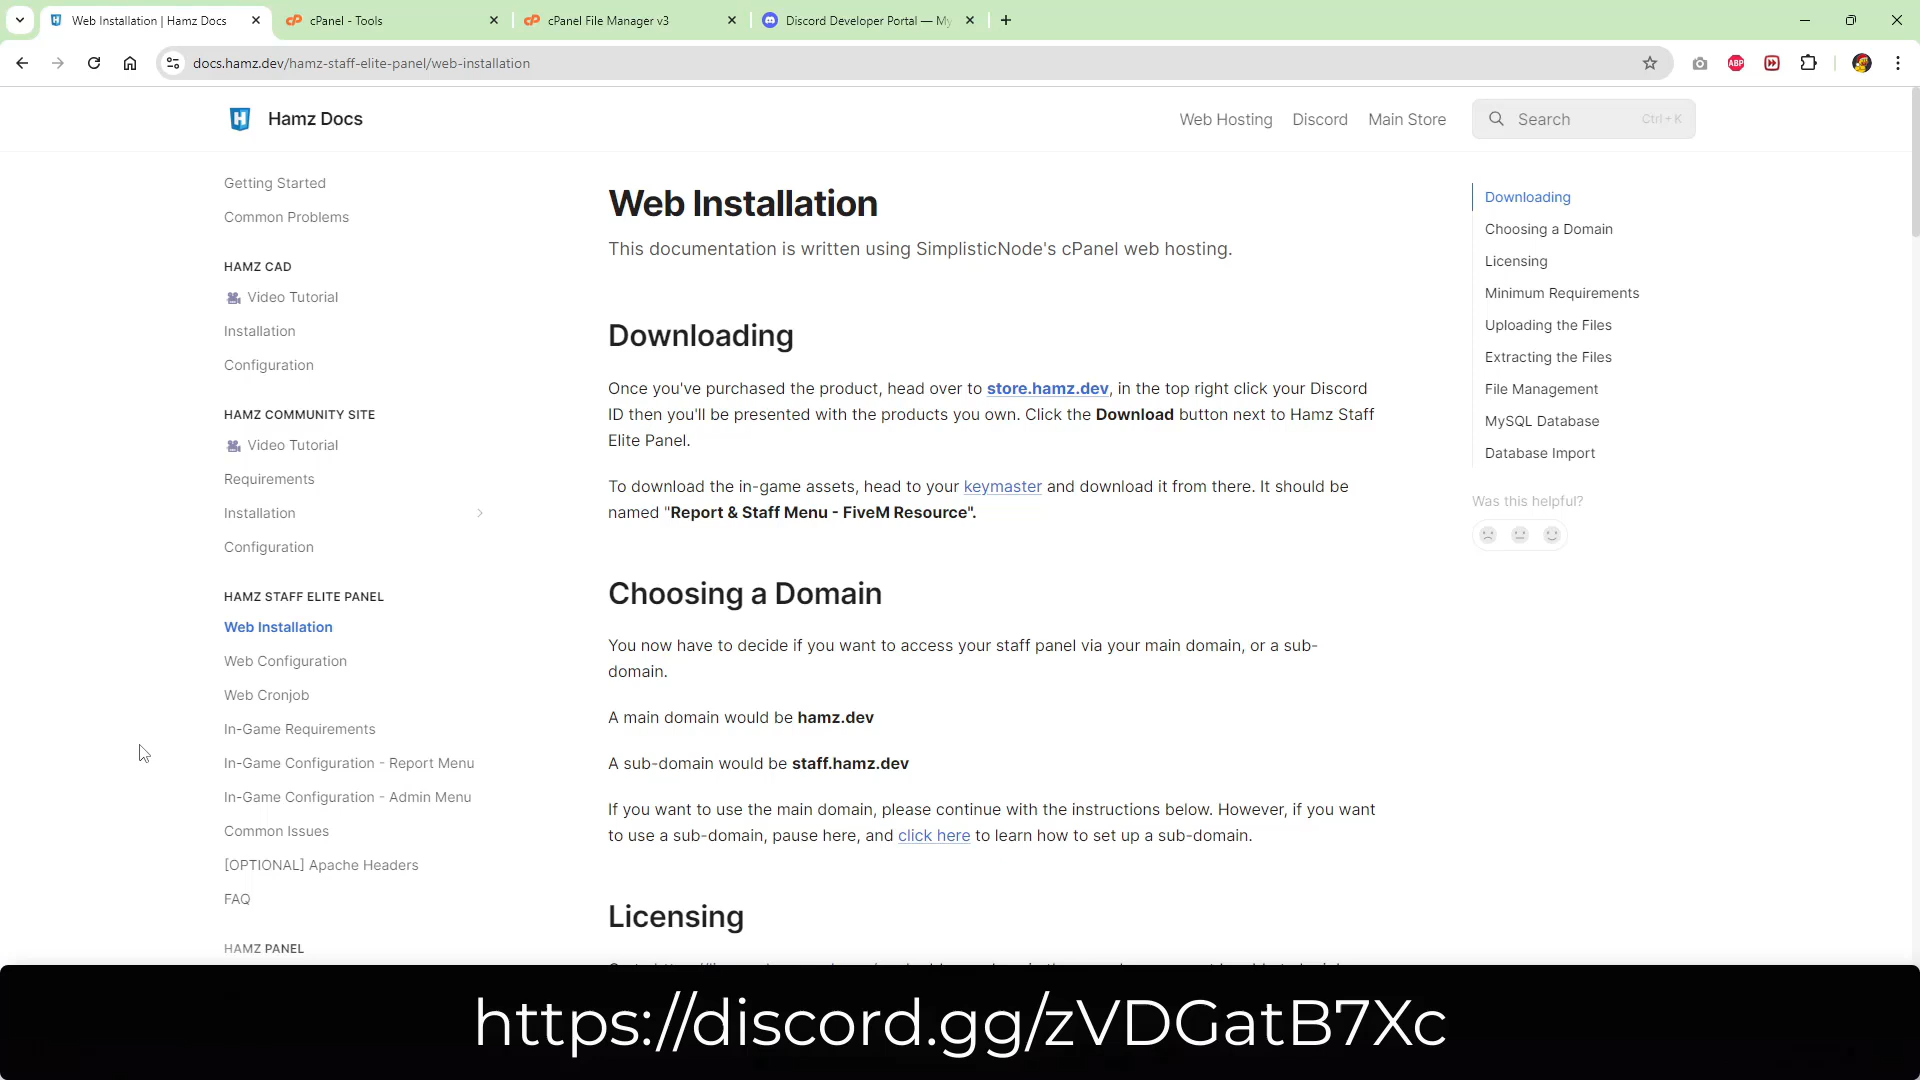 Web Installation | Hamz Docs
cPanel - Tools
cPanel File Manager v3
Discord Developer Portal — My
docs.hamz.dev/hamz-staff-elite-panel/web-installation
ABP
Hamz Docs
Web Hosting
Discord
Main Store
Search
Ctrl + K
Getting Started
Common Problems
HAMZ CAD
Video Tutorial
Installation
Configuration
HAMZ COMMUNITY SITE
Video Tutorial
Requirements
Installation
Configuration
HAMZ STAFF ELITE PANEL
Web Installation
Web Configuration
Web Cronjob
In-Game Requirements
In-Game Configuration - Report Menu
In-Game Configuration - Admin Menu
Common Issues
[OPTIONAL] Apache Headers
FAQ
HAMZ PANEL
Web Installation
This documentation is written using SimplisticNode's cPanel web hosting.
Downloading
Once you've purchased the product, head over to store.hamz.dev, in the top right click your Discord
ID then you'll be presented with the products you own. Click the Download button next to Hamz Staff
Elite Panel.
To download the in-game assets, head to your keymaster and download it from there. It should be
named "Report & Staff Menu - FiveM Resource".
Choosing a Domain
You now have to decide if you want to access your staff panel via your main domain, or a sub-
domain.
A main domain would be hamz.dev
A sub-domain would be staff.hamz.dev
If you want to use the main domain, please continue with the instructions below. However, if you want
to use a sub-domain, pause here, and click here to learn how to set up a sub-domain.
Licensing
Downloading
Choosing a Domain
Licensing
Minimum Requirements
Uploading the Files
Extracting the Files
File Management
MySQL Database
Database Import
Was this helpful?
https://discord.gg/zVDGatB7Xc